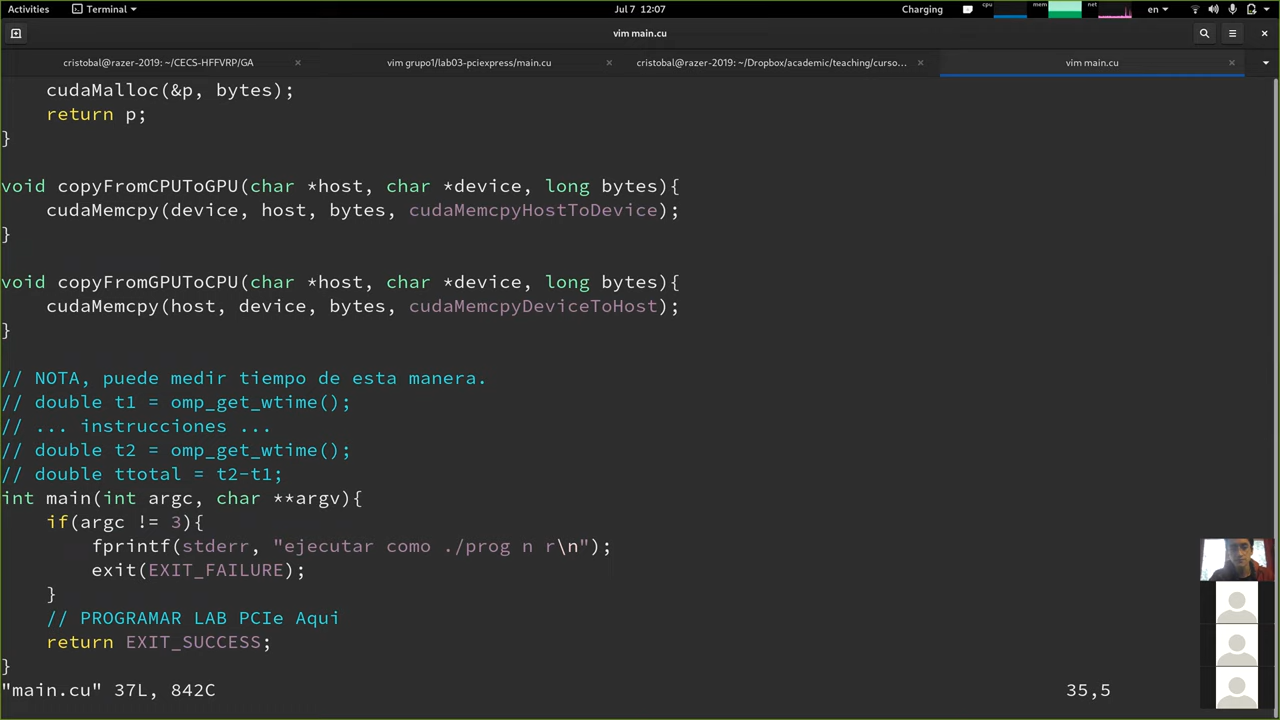 Activities Terminal Jul 7 12:07 Charging cpu mem net en
vim main.cu
cristobal@razer-2019: ~/CECS-HFFVRP/GA vim grupo1/lab03-pciexpress/main.cu cristobal@razer-2019: ~/Dropbox/academic/teaching/curso... vim main.cu
    cudaMalloc(&p, bytes);
    return p;
}
void copyFromCPUToGPU(char *host, char *device, long bytes){
    cudaMemcpy(device, host, bytes, cudaMemcpyHostToDevice);
}
void copyFromGPUToCPU(char *host, char *device, long bytes){
    cudaMemcpy(host, device, bytes, cudaMemcpyDeviceToHost);
}
// NOTA, puede medir tiempo de esta manera.
// double t1 = omp_get_wtime();
// ... instrucciones ...
// double t2 = omp_get_wtime();
// double ttotal = t2-t1;
int main(int argc, char **argv){
    if(argc != 3){
        fprintf(stderr, "ejecutar como ./prog n r\n");
        exit(EXIT_FAILURE);
    }
    // PROGRAMAR LAB PCIe Aqui
    return EXIT_SUCCESS;
}
"main.cu" 37L, 842C 35,5